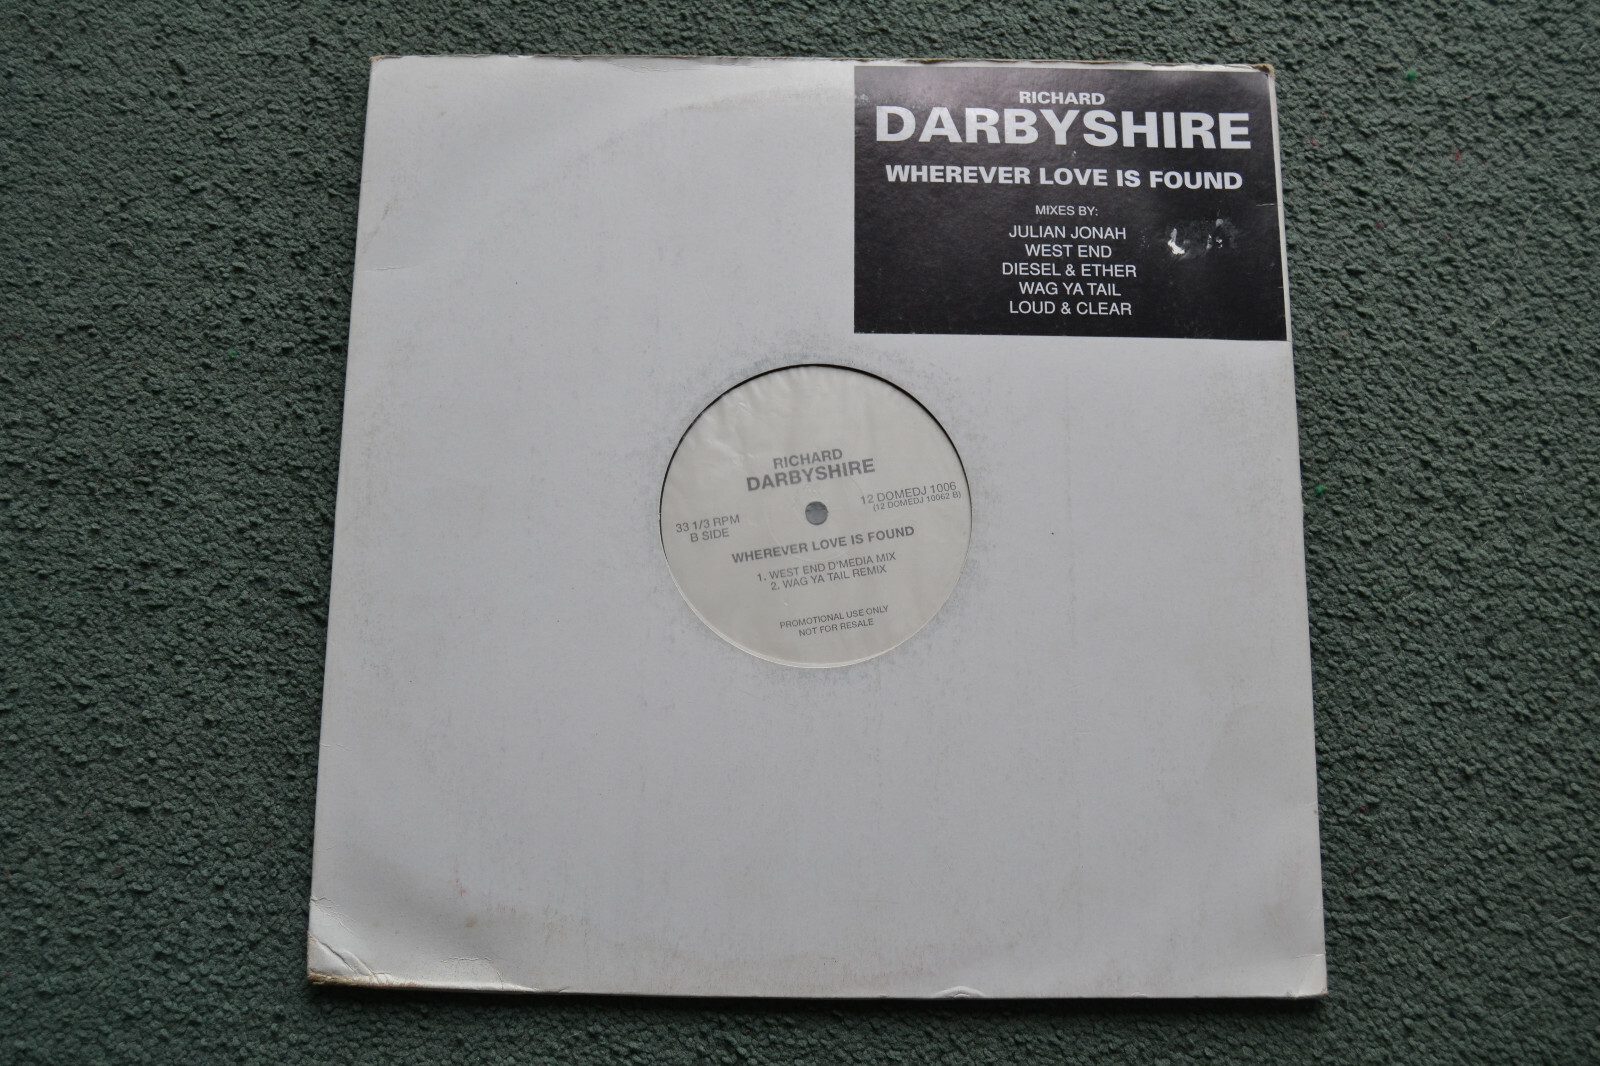 RICHARD
DARBYSHIRE
WHEREVER LOVE IS FOUND
MIXES BY:
JULIAN JONAH
WEST END
DIESEL & ETHER
WAG YA TAIL
LOUD & CLEAR
RICHARD
DARBYSHIRE
33 1/3 RPM
B SIDE
12 DOMEDJ 1006
(12 DOMEDJ 10062 B)
WHEREVER LOVE IS FOUND
1. WEST END D'MEDIA MIX
2. WAG YA TAIL REMIX
PROMOTIONAL USE ONLY
NOT FOR RESALE